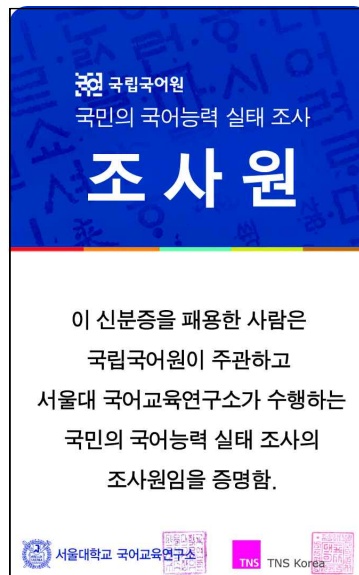 국립국어원
국민의 국어능력 실태 조사
조사원
이 신분증을 패용한 사람은
국립국어원이 주관하고
서울대 국어교육연구소가 수행하는
국민의 국어능력 실태 조사의
조사원임을 증명함.
서울대학교 국어교육연구소
TNS TNS Korea